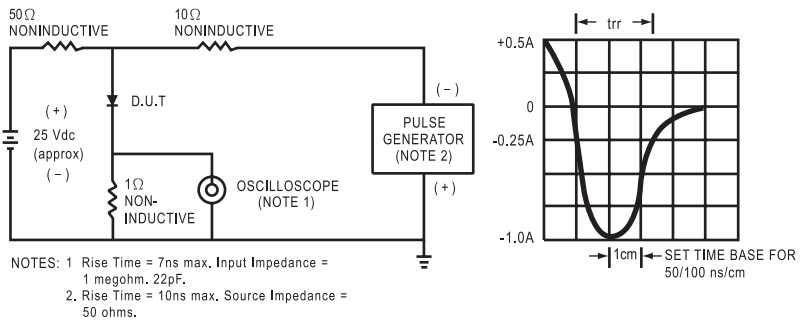 50Ω
NONINDUCTIVE
10Ω
NONINDUCTIVE
(+)
25 Vdc
(approx)
(−)
D.U.T
1Ω
NON-
INDUCTIVE
OSCILLOSCOPE
(NOTE 1)
(−)
PULSE
GENERATOR
(NOTE 2)
(+)
trr
+0.5A
0
-0.25A
-1.0A
1cm
SET TIME BASE FOR
50/100 ns/cm
NOTES: 1 Rise Time = 7ns max. Input Impedance =
1 megohm. 22pF.
2. Rise Time = 10ns max. Source Impedance =
50 ohms.